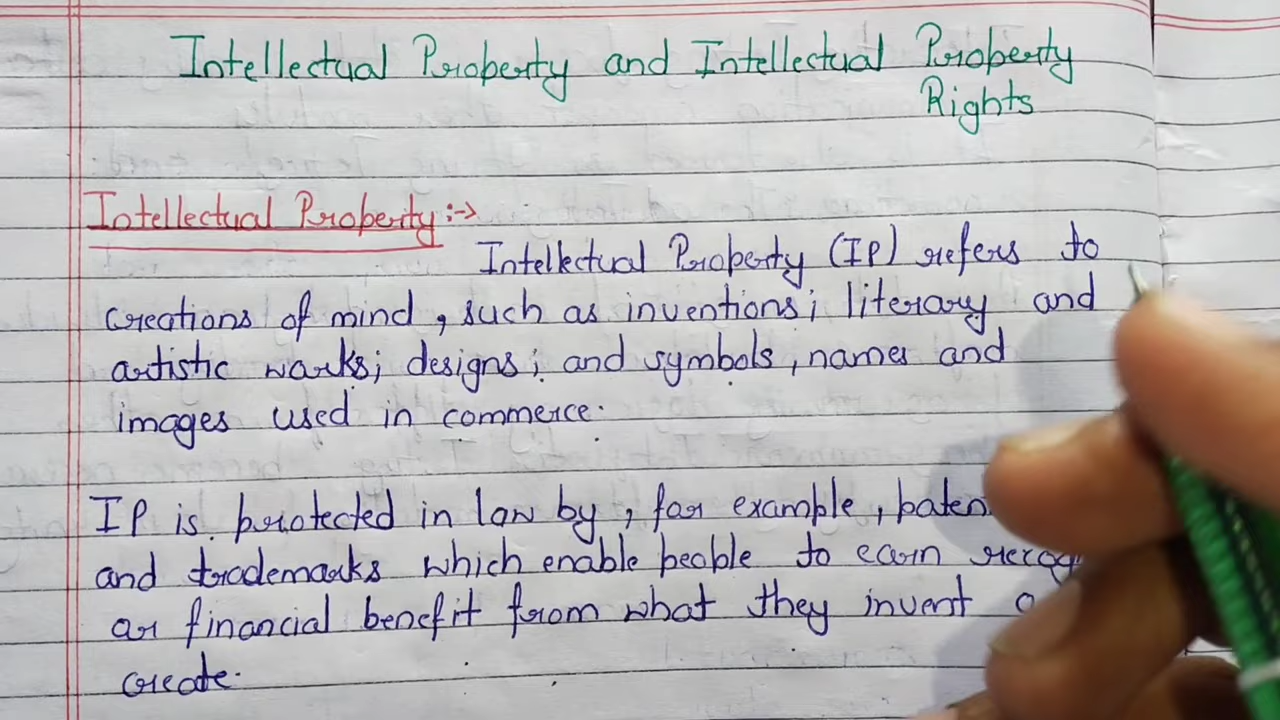 Intellectual Property and Intellectual Property
Rights
Intellectual Property :->
Intellectual Property (IP) refers to
creations of mind, such as inventions; literary and
artistic works; designs; and symbols, names and
images used in commerce.
IP is protected in law by, for example,
and trademarks which enable people to earn
or financial benefit from what they invent
create.